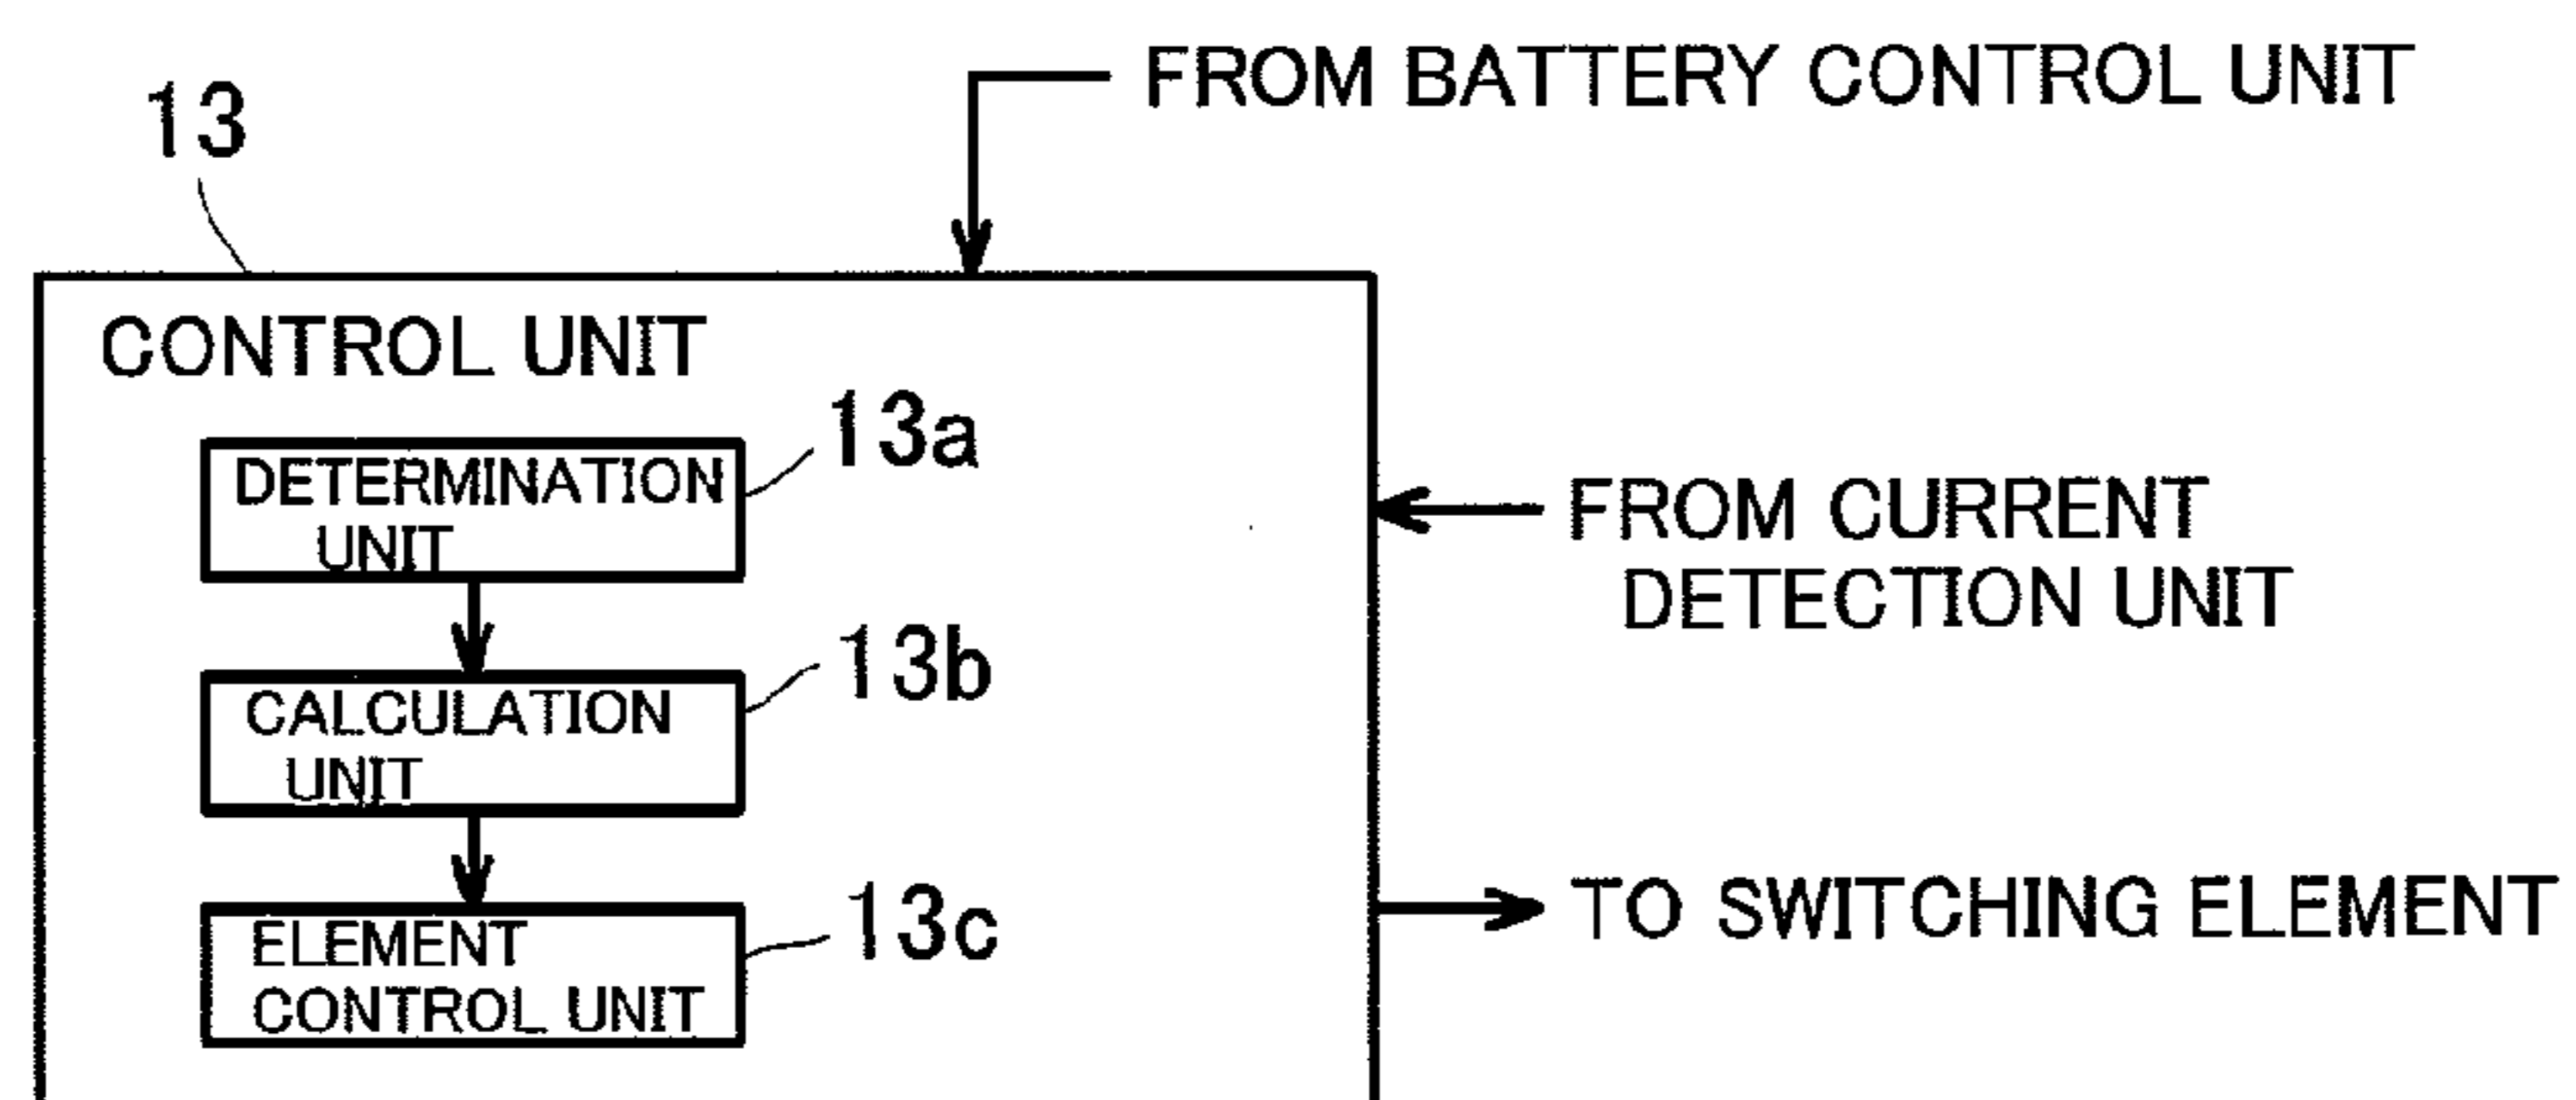 FROM BATTERY CONTROL UNIT
13
CONTROL UNIT
13a
DETERMINATION
UNIT
FROM CURRENT
DETECTION UNIT
13b
CALCULATION
UNIT
TO SWITCHING ELEMENT
13c
ELEMENT
CONTROL UNIT